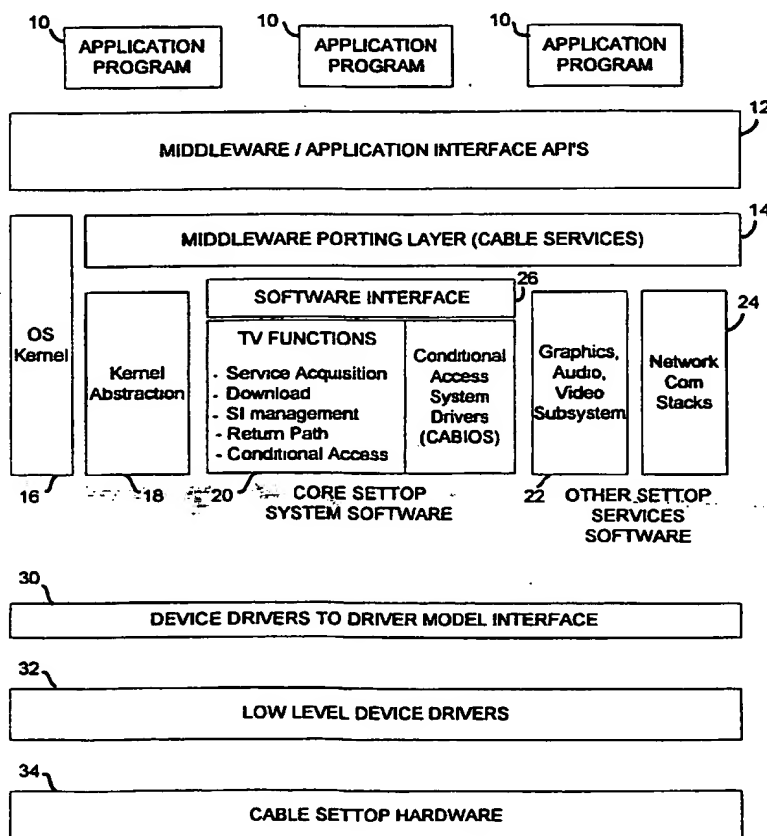 10 10 10
APPLICATION PROGRAM
APPLICATION PROGRAM
APPLICATION PROGRAM
12
MIDDLEWARE / APPLICATION INTERFACE API'S
14
MIDDLEWARE PORTING LAYER (CABLE SERVICES)
26
SOFTWARE INTERFACE
24
OS
Kernel
Kernel
Abstraction
TV FUNCTIONS
- Service Acquisition
- Download
- SI management
- Return Path
- Conditional Access
Conditional
Access
System
Drivers
(CABIOS)
Graphics,
Audio,
Video
Subsystem
Network
Com
Stacks
16 18 20 22
CORE SETTOP
SYSTEM SOFTWARE
OTHER SETTOP
SERVICES
SOFTWARE
30
DEVICE DRIVERS TO DRIVER MODEL INTERFACE
32
LOW LEVEL DEVICE DRIVERS
34
CABLE SETTOP HARDWARE